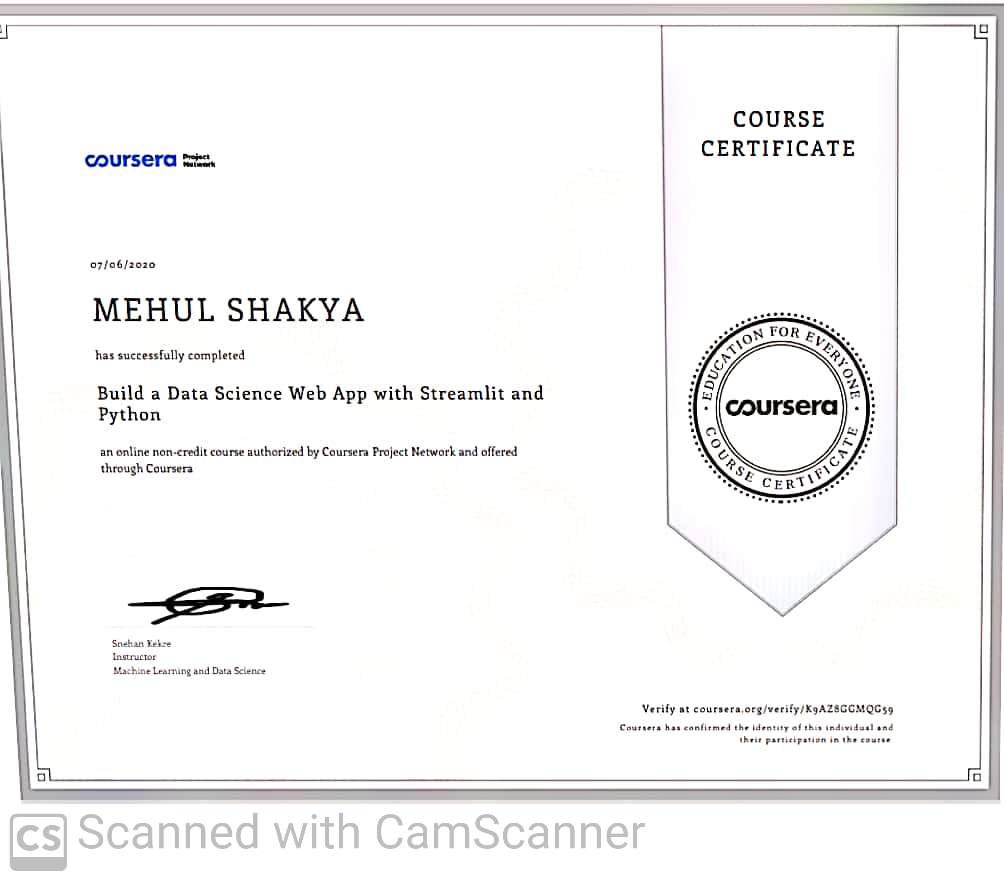 COURSE
CERTIFICATE
coursera Project
Network
07/06/2020
MEHUL SHAKYA
has successfully completed
Build a Data Science Web App with Streamlit and
Python
an online non-credit course authorized by Coursera Project Network and offered
through Coursera
EDUCATION FOR EVERYONE
coursera
COURSE CERTIFICATE
Snehan Kekre
Instructor
Machine Learning and Data Science
Verify at coursera.org/verify/K9AZ8GGMQG59
Coursera has confirmed the identity of this individual and
their participation in the course.
CS Scanned with CamScanner